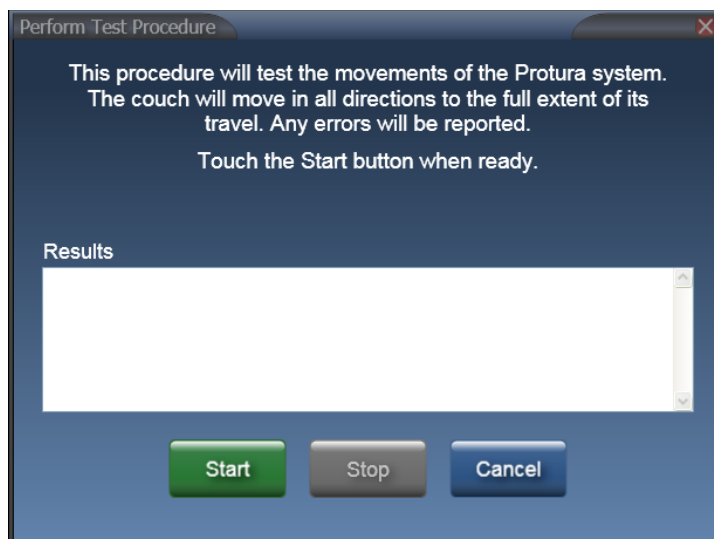 Perform Test Procedure
This procedure will test the movements of the Protura system.
The couch will move in all directions to the full extent of its
travel. Any errors will be reported.
Touch the Start button when ready.
Results
Start
Stop
Cancel